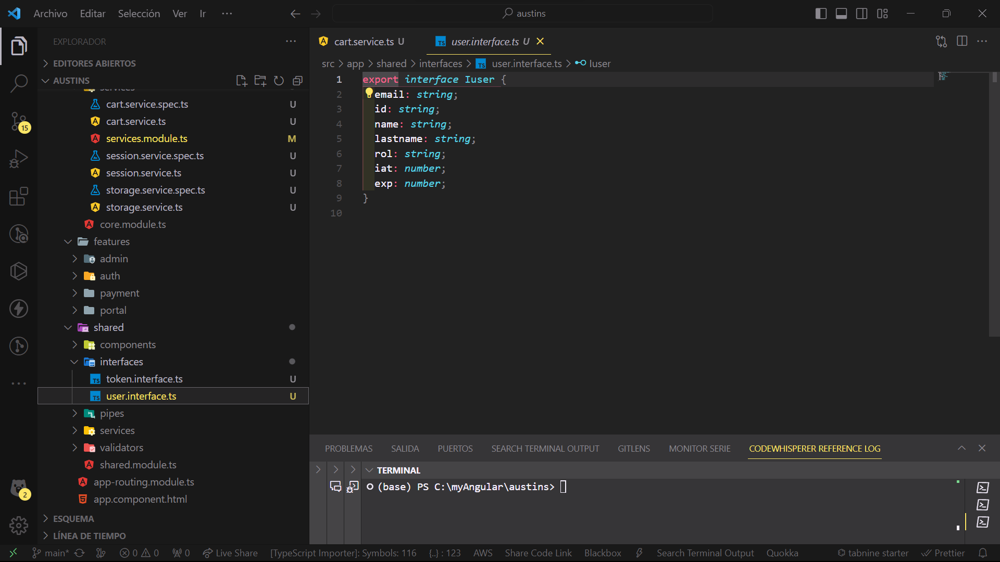 Archivo Editar Selección Ver Ir ··· austins
EXPLORADOR
EDITORES ABIERTOS
AUSTINS
services
cart.service.spec.ts U
cart.service.ts U
services.module.ts M
session.service.spec.ts U
session.service.ts U
storage.service.spec.ts U
storage.service.ts U
core.module.ts
features
admin
auth
payment
portal
shared
components
interfaces
token.interface.ts U
user.interface.ts U
pipes
services
validators
shared.module.ts
app-routing.module.ts
app.component.html
ESQUEMA
LÍNEA DE TIEMPO
15
2
cart.service.ts U user.interface.ts U
src > app > shared > interfaces > TS user.interface.ts > Iuser
1 export interface Iuser {
2 email: string;
3 id: string;
4 name: string;
5 lastname: string;
6 rol: string;
7 iat: number;
8 exp: number;
9 }
10
PROBLEMAS SALIDA PUERTOS SEARCH TERMINAL OUTPUT GITLENS MONITOR SERIE CODEWHISPERER REFERENCE LOG
TERMINAL
(base) PS C:\myAngular\austins>
main* 0 0 0 Live Share [TypeScript Importer]: Symbols: 116 {..} : 123 AWS Share Code Link Blackbox Search Terminal Output Quokka tabnine starter Prettier